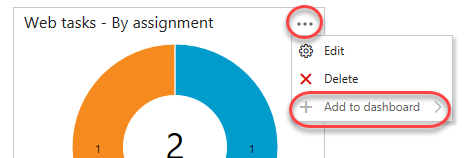 Web tasks - By assignment
Edit
Delete
Add to dashboard
1
2
1